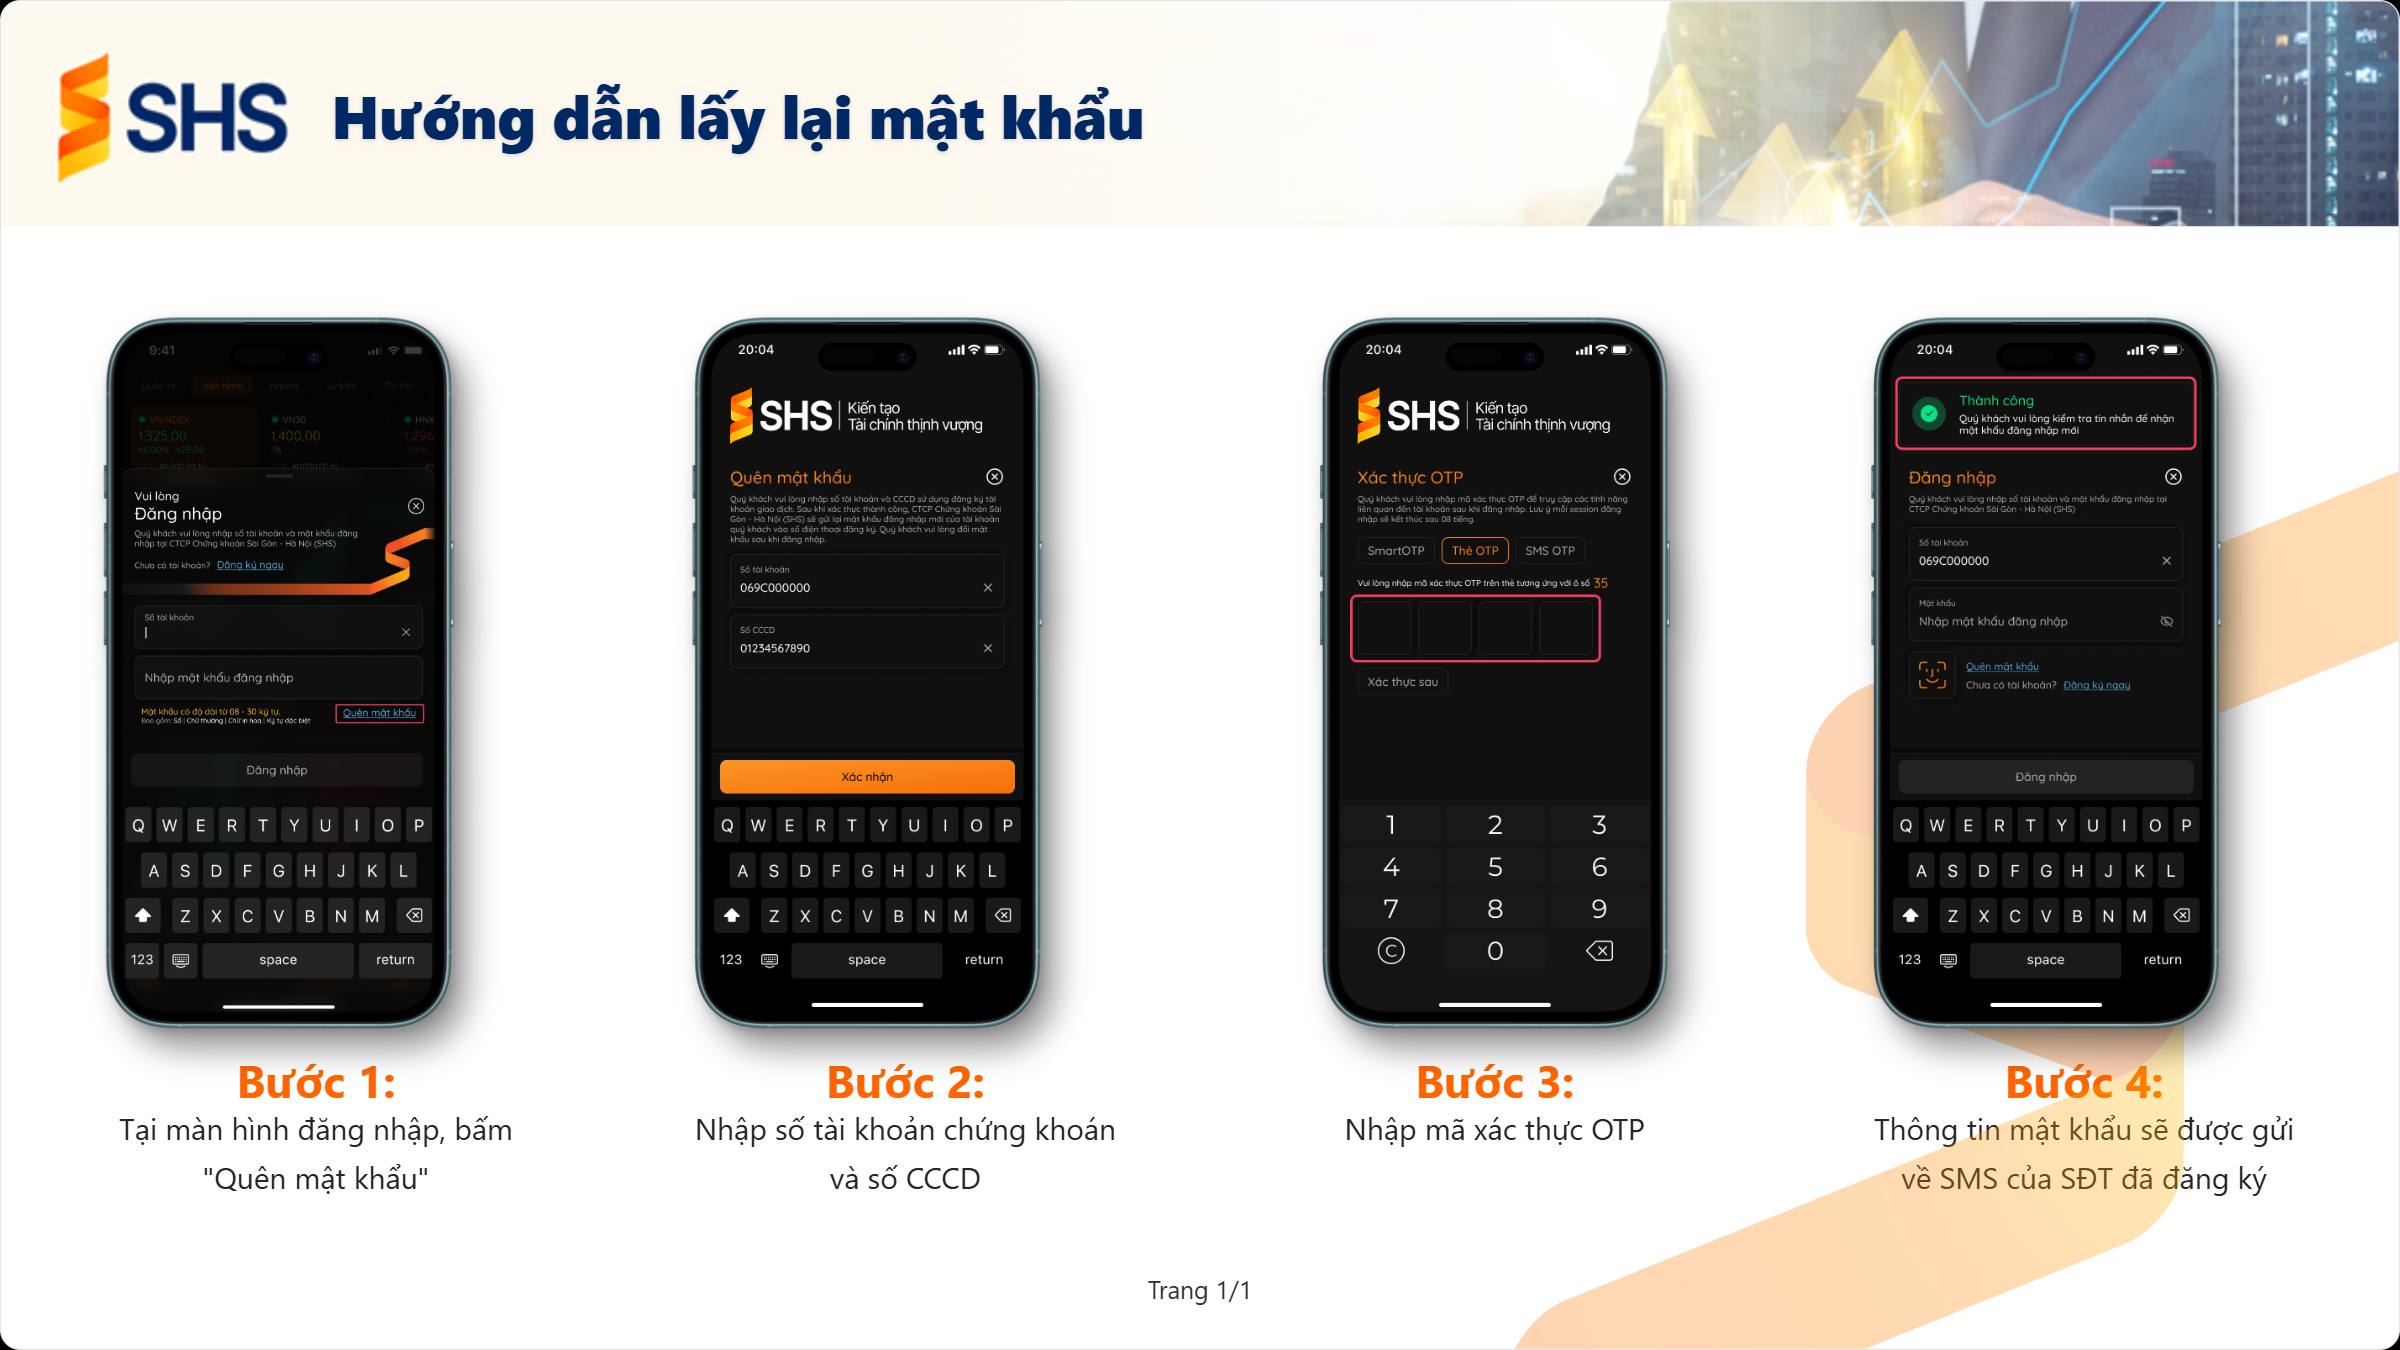 SHS
Hướng dẫn lấy lại mật khẩu
9:41
Quốc tế Việt Nam Ngành Sự kiện Tin tức
VNINDEX
1.325,00
+6,00% +25,00
VN30
1.400,00
-% -
HNX
1.296
Vui lòng
Đăng nhập
Quý khách vui lòng nhập số tài khoản và mật khẩu đăng
nhập tại CTCP Chứng khoán Sài Gòn - Hà Nội (SHS)
Chưa có tài khoản? Đăng ký ngay
Số tài khoản
Nhập mật khẩu đăng nhập
Mật khẩu có độ dài từ 08 - 30 ký tự.
Bao gồm: Số | Chữ thường | Chữ in hoa | Ký tự đặc biệt
Quên mật khẩu
Đăng nhập
Q W E R T Y U I O P
A S D F G H J K L
Z X C V B N M
123 space return
Bước 1:
Tại màn hình đăng nhập, bấm
"Quên mật khẩu"
20:04
SHS Kiến tạo
Tài chính thịnh vượng
Quên mật khẩu
Quý khách vui lòng nhập số tài khoản và CCCD sử dụng đăng ký tài
khoản giao dịch. Sau khi xác thực thành công, CTCP Chứng khoán Sài
Gòn - Hà Nội (SHS) sẽ gửi lại mật khẩu đăng nhập mới của tài khoản
quý khách vào số điện thoại đăng ký. Quý khách vui lòng đổi mật
khẩu sau khi đăng nhập.
Số tài khoản
069C000000
Số CCCD
01234567890
Xác nhận
Q W E R T Y U I O P
A S D F G H J K L
Z X C V B N M
123 space return
Bước 2:
Nhập số tài khoản chứng khoán
và số CCCD
20:04
SHS Kiến tạo
Tài chính thịnh vượng
Xác thực OTP
Quý khách vui lòng nhập mã xác thực OTP để truy cập các tính năng
liên quan đến tài khoản sau khi đăng nhập. Lưu ý mỗi session đăng
nhập sẽ kết thúc sau 08 tiếng.
SmartOTP Thẻ OTP SMS OTP
Vui lòng nhập mã xác thực OTP trên thẻ tương ứng với ô số 35
Xác thực sau
1 2 3
4 5 6
7 8 9
C 0
Bước 3:
Nhập mã xác thực OTP
20:04
Thành công
Quý khách vui lòng kiểm tra tin nhắn để nhận
mật khẩu đăng nhập mới
Đăng nhập
Quý khách vui lòng nhập số tài khoản và mật khẩu đăng nhập tại
CTCP Chứng khoán Sài Gòn - Hà Nội (SHS)
Số tài khoản
069C000000
Mật khẩu
Nhập mật khẩu đăng nhập
Quên mật khẩu
Chưa có tài khoản? Đăng ký ngay
Đăng nhập
Q W E R T Y U I O P
A S D F G H J K L
Z X C V B N M
123 space return
Bước 4:
Thông tin mật khẩu sẽ được gửi
về SMS của SĐT đã đăng ký
Trang 1/1